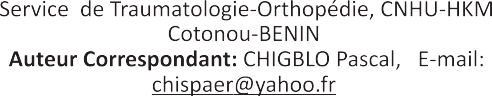 Service de Traumatologie-Orthopédie, CNHU-HKM
Cotonou-BENIN
Auteur Correspondant: CHIGBLO Pascal, E-mail:
chispaer@yahoo.fr